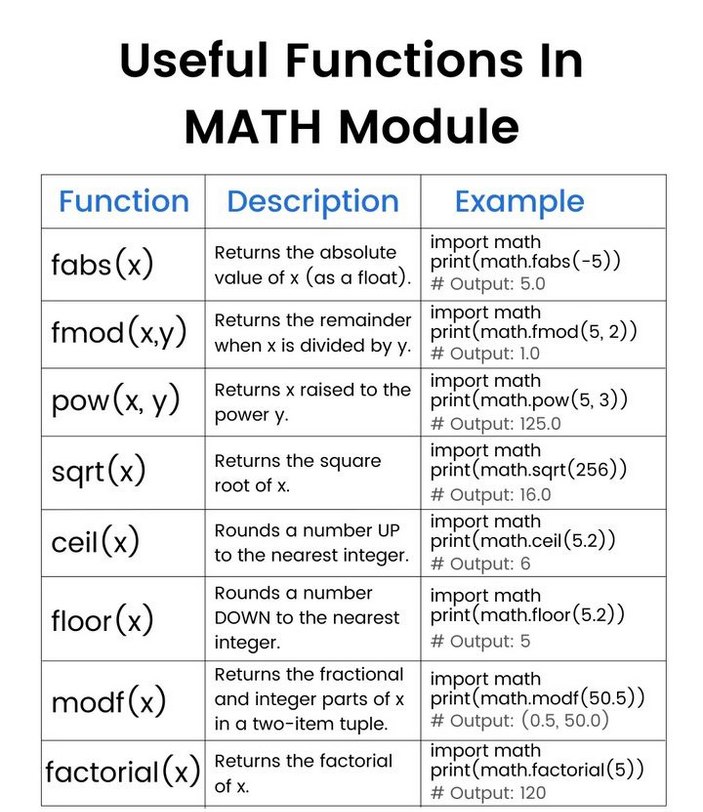 Useful Functions In
MATH Module
Function Description Example
fabs(x)
Returns the absolute
value of x (as a float).
import math
print(math.fabs(-5))
# Output: 5.0
fmod(x,y)
Returns the remainder
when x is divided by y.
import math
print(math.fmod(5, 2))
# Output: 1.0
pow(x, y)
Returns x raised to the
power y.
import math
print(math.pow(5, 3))
# Output: 125.0
sqrt(x)
Returns the square
root of x.
import math
print(math.sqrt(256))
# Output: 16.0
ceil(x)
Rounds a number UP
to the nearest integer.
import math
print(math.ceil(5.2))
# Output: 6
floor(x)
Rounds a number
DOWN to the nearest
integer.
import math
print(math.floor(5.2))
# Output: 5
modf(x)
Returns the fractional
and integer parts of x
in a two-item tuple.
import math
print(math.modf(50.5))
# Output: (0.5, 50.0)
factorial(x)
Returns the factorial
of x.
import math
print(math.factorial(5))
# Output: 120